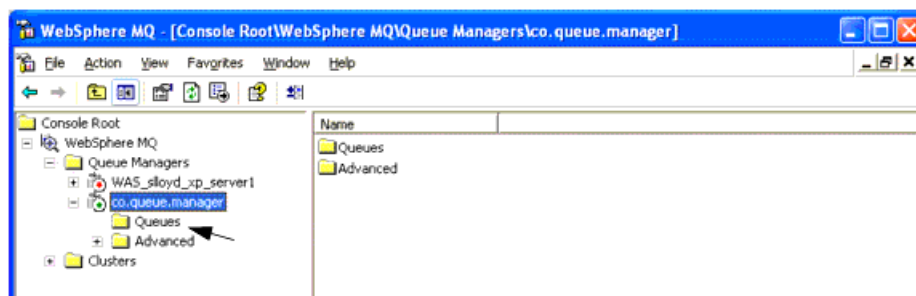 WebSphere MQ - [Console Root\WebSphere MQ\Queue Managers\co.queue.manager]
File Action View Favorites Window Help
Console Root
WebSphere MQ
Queue Managers
WAS_slloyd_xp_server1
co.queue.manager
Queues
Advanced
Clusters
Name
Queues
Advanced